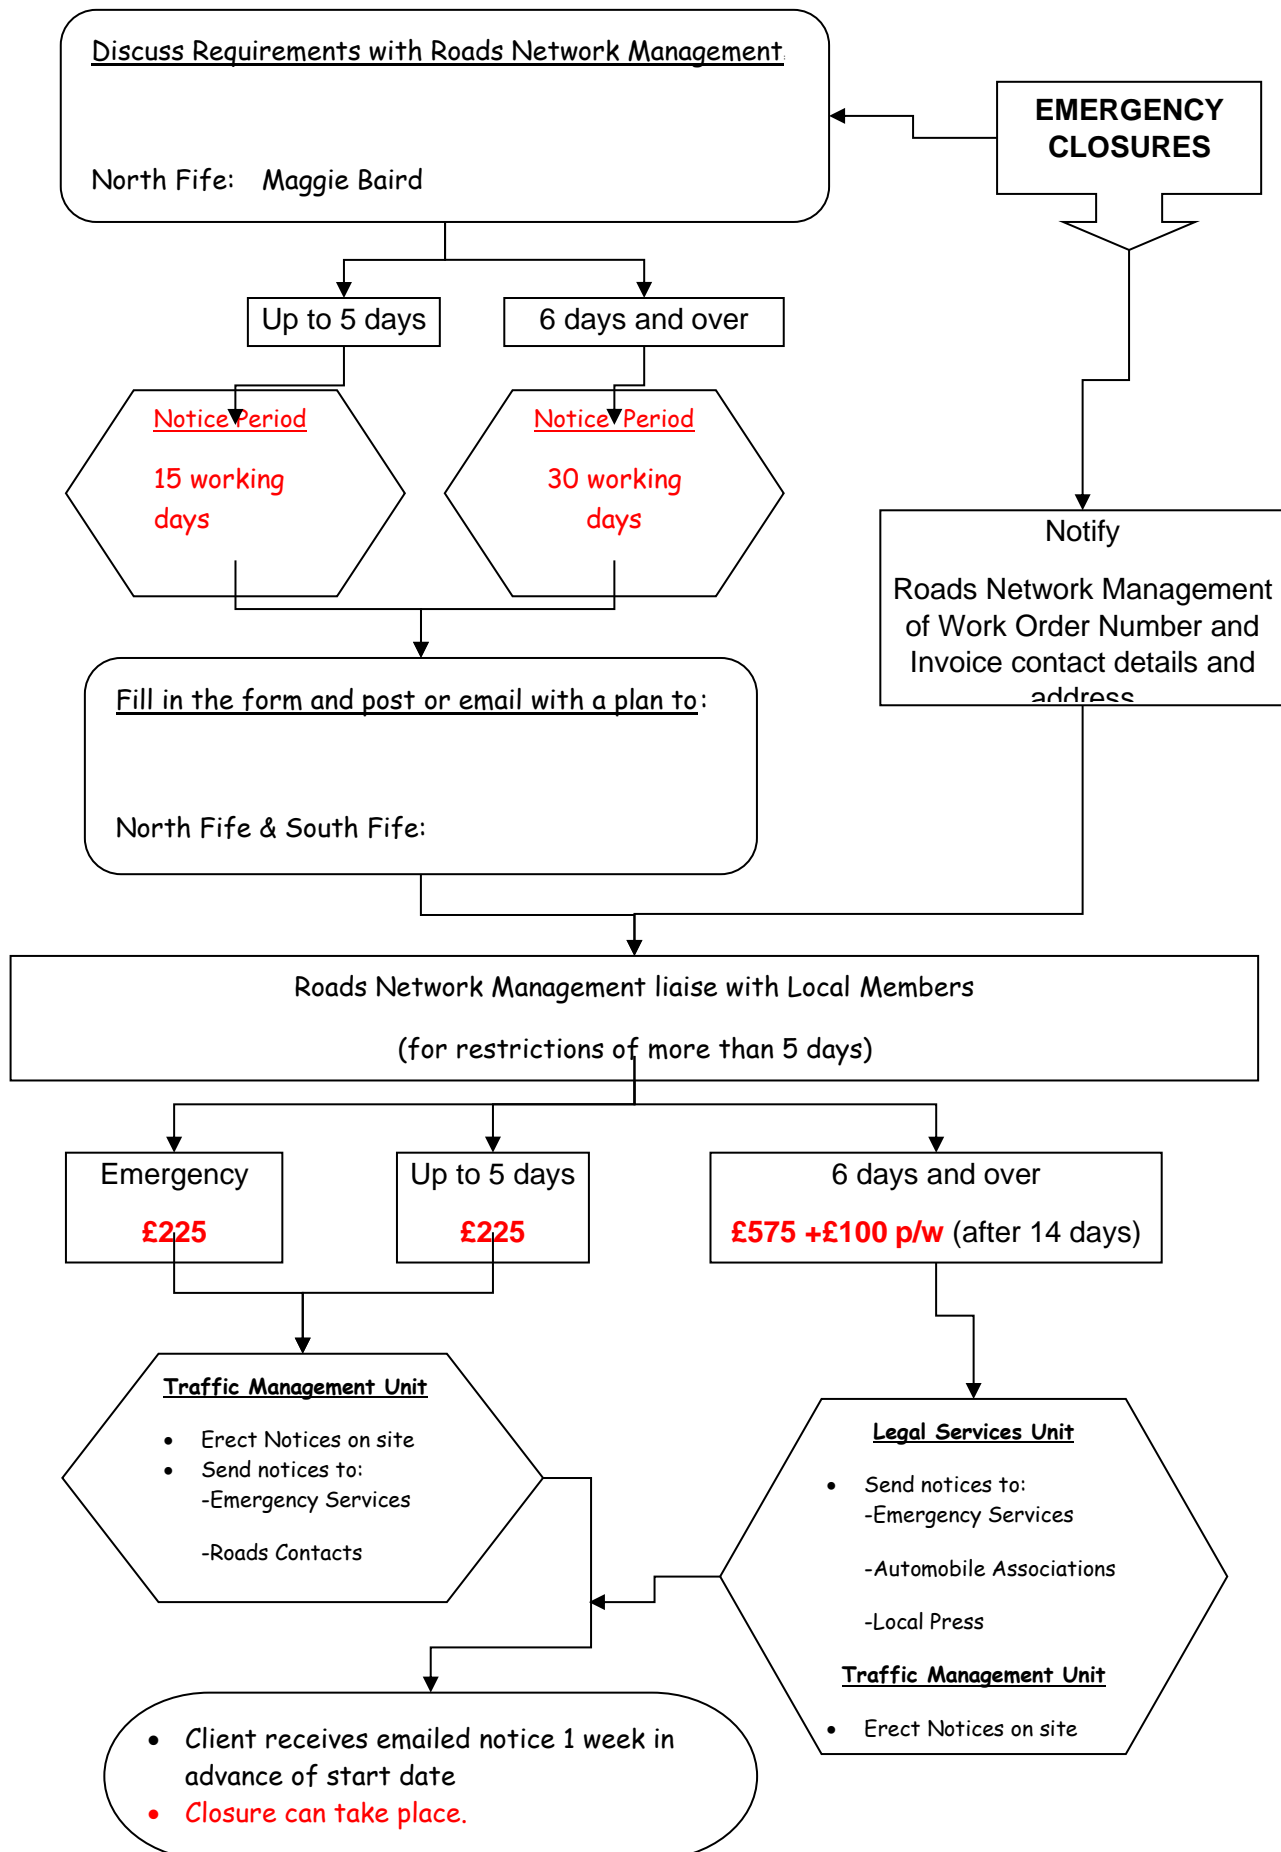 Discuss Requirements with Roads Network Management
North Fife: Maggie Baird
EMERGENCY
CLOSURES
Up to 5 days
6 days and over
Notice Period
15 working
days
Notice Period
30 working
days
Notify
Roads Network Management
of Work Order Number and
Invoice contact details and
address
Fill in the form and post or email with a plan to:
North Fife & South Fife:
Roads Network Management liaise with Local Members
(for restrictions of more than 5 days)
Emergency
£225
Up to 5 days
£225
6 days and over
£575 +£100 p/w (after 14 days)
Traffic Management Unit
• Erect Notices on site
• Send notices to:
-Emergency Services
-Roads Contacts
Legal Services Unit
• Send notices to:
-Emergency Services
-Automobile Associations
-Local Press
Traffic Management Unit
• Erect Notices on site
• Client receives emailed notice 1 week in
advance of start date
• Closure can take place.